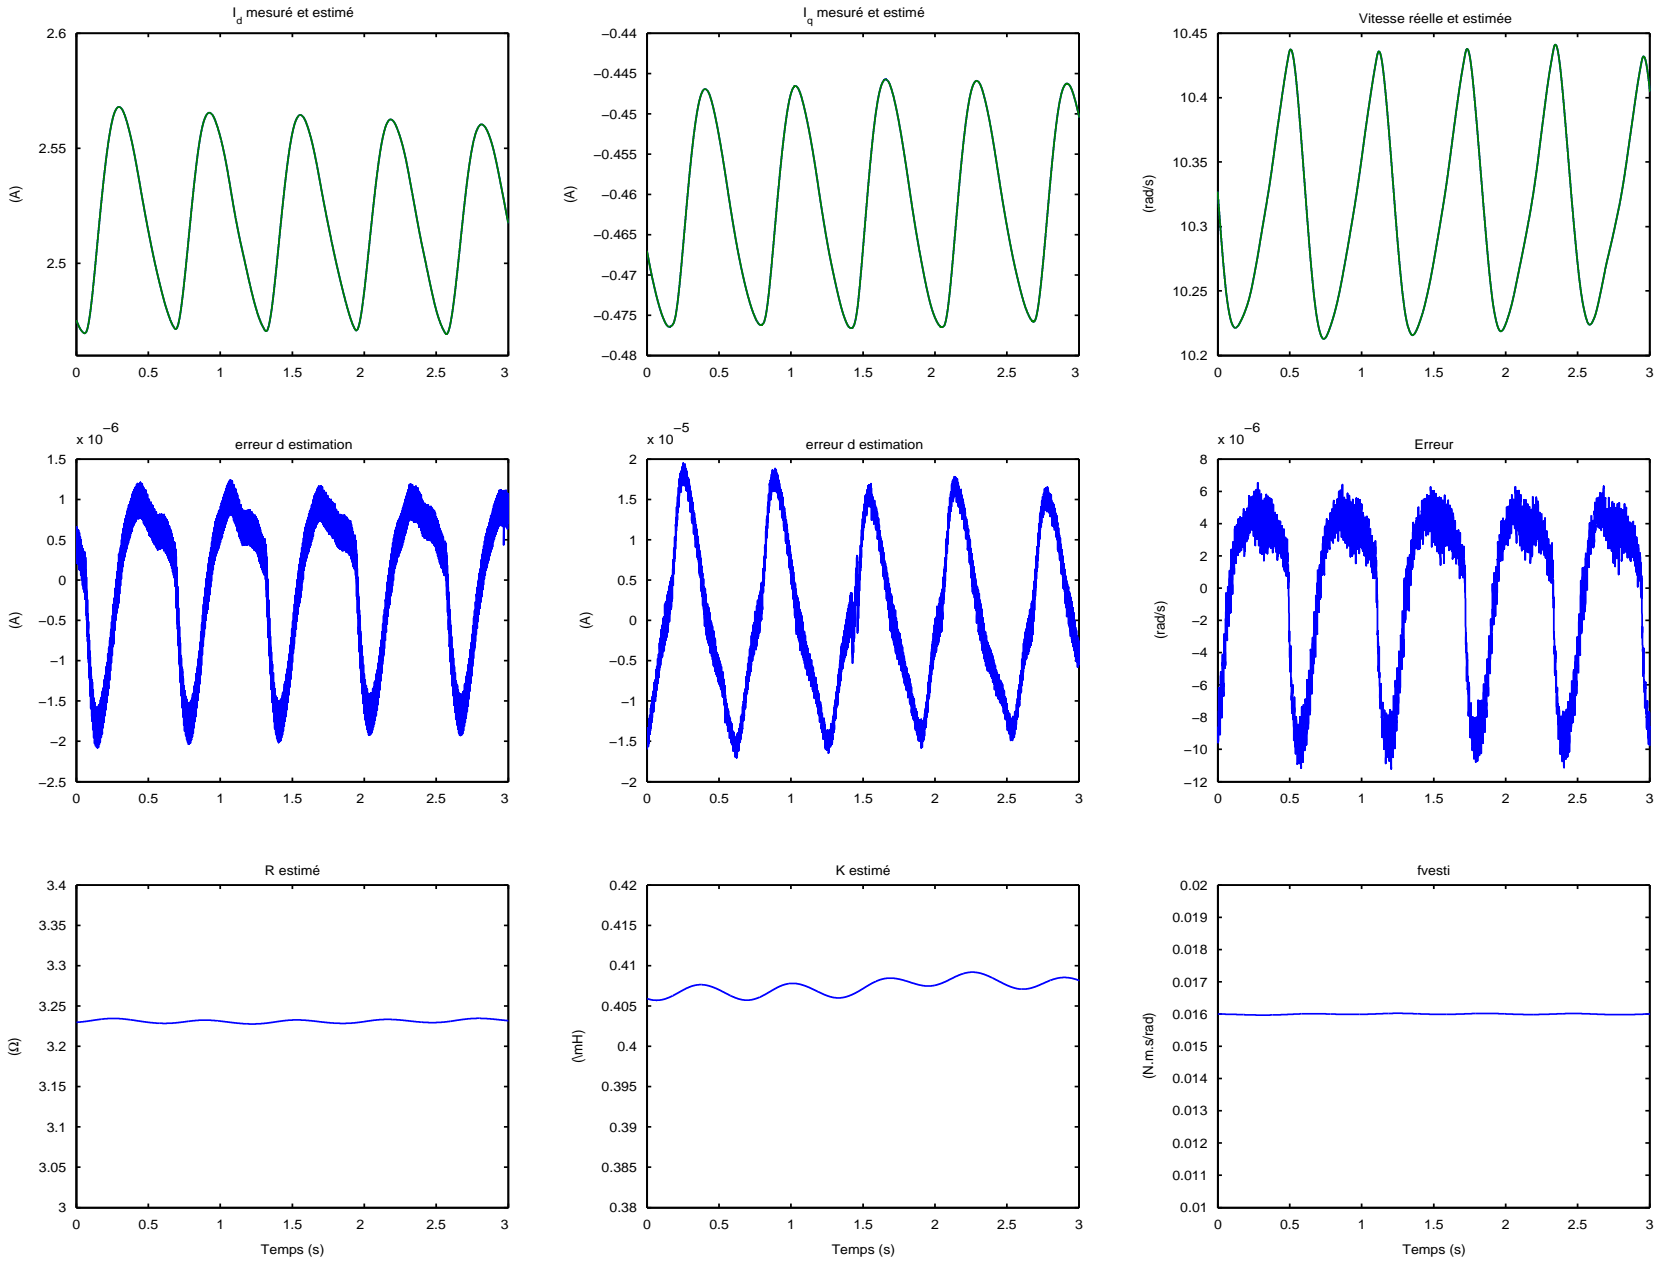 I_d mesuré et estimé
2.6
2.55
2.5
(A)
0 0.5 1 1.5 2 2.5 3
I_q mesuré et estimé
−0.44
−0.445
−0.45
−0.455
−0.46
−0.465
−0.47
−0.475
−0.48
(A)
0 0.5 1 1.5 2 2.5 3
Vitesse réelle et estimée
10.45
10.4
10.35
10.3
10.25
10.2
(rad/s)
0 0.5 1 1.5 2 2.5 3
x 10^−6
erreur d estimation
1.5
1
0.5
0
−0.5
−1
−1.5
−2
−2.5
(A)
0 0.5 1 1.5 2 2.5 3
x 10^−5
erreur d estimation
2
1.5
1
0.5
0
−0.5
−1
−1.5
−2
(A)
0 0.5 1 1.5 2 2.5 3
x 10^−6
Erreur
8
6
4
2
0
−2
−4
−6
−8
−10
−12
(rad/s)
0 0.5 1 1.5 2 2.5 3
R estimé
3.4
3.35
3.3
3.25
3.2
3.15
3.1
3.05
3
(Ω)
0 0.5 1 1.5 2 2.5 3
Temps (s)
K estimé
0.42
0.415
0.41
0.405
0.4
0.395
0.39
0.385
0.38
(\mH)
0 0.5 1 1.5 2 2.5 3
Temps (s)
fvesti
0.02
0.019
0.018
0.017
0.016
0.015
0.014
0.013
0.012
0.011
0.01
(N.m.s/rad)
0 0.5 1 1.5 2 2.5 3
Temps (s)